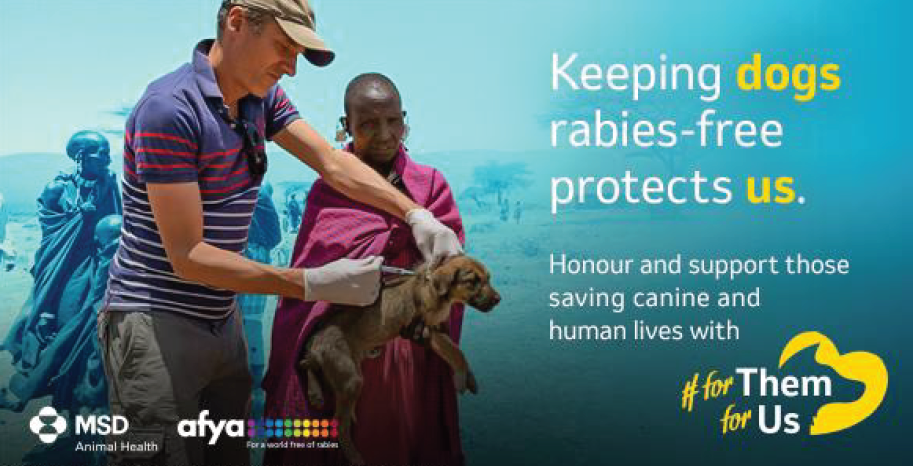 Keeping dogs
rabies-free
protects us.
Honour and support those
saving canine and
human lives with
# for Them
for Us
MSD
Animal Health
afya
For a world free of rabies